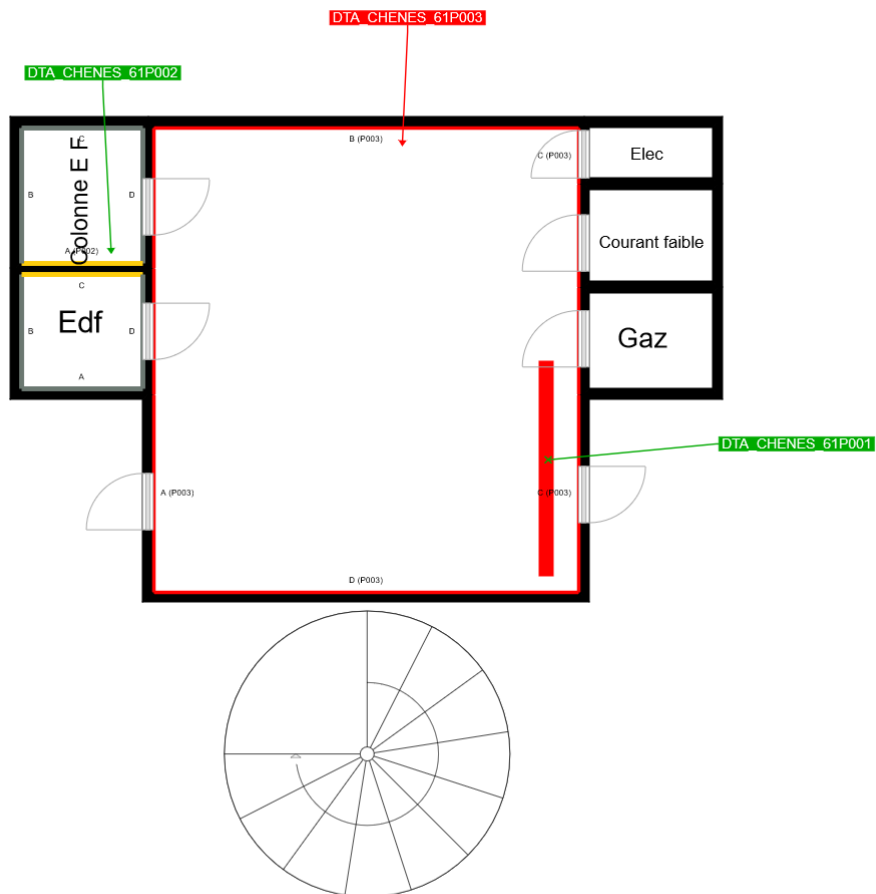 DTA_CHENES_61P003
DTA_CHENES_61P002
C
B (P003)
C (P003)
Elec
Colonne E F
B
D
A (P002)
Courant faible
C
Edf
B
D
Gaz
A
DTA_CHENES_61P001
A (P003)
C (P003)
D (P003)